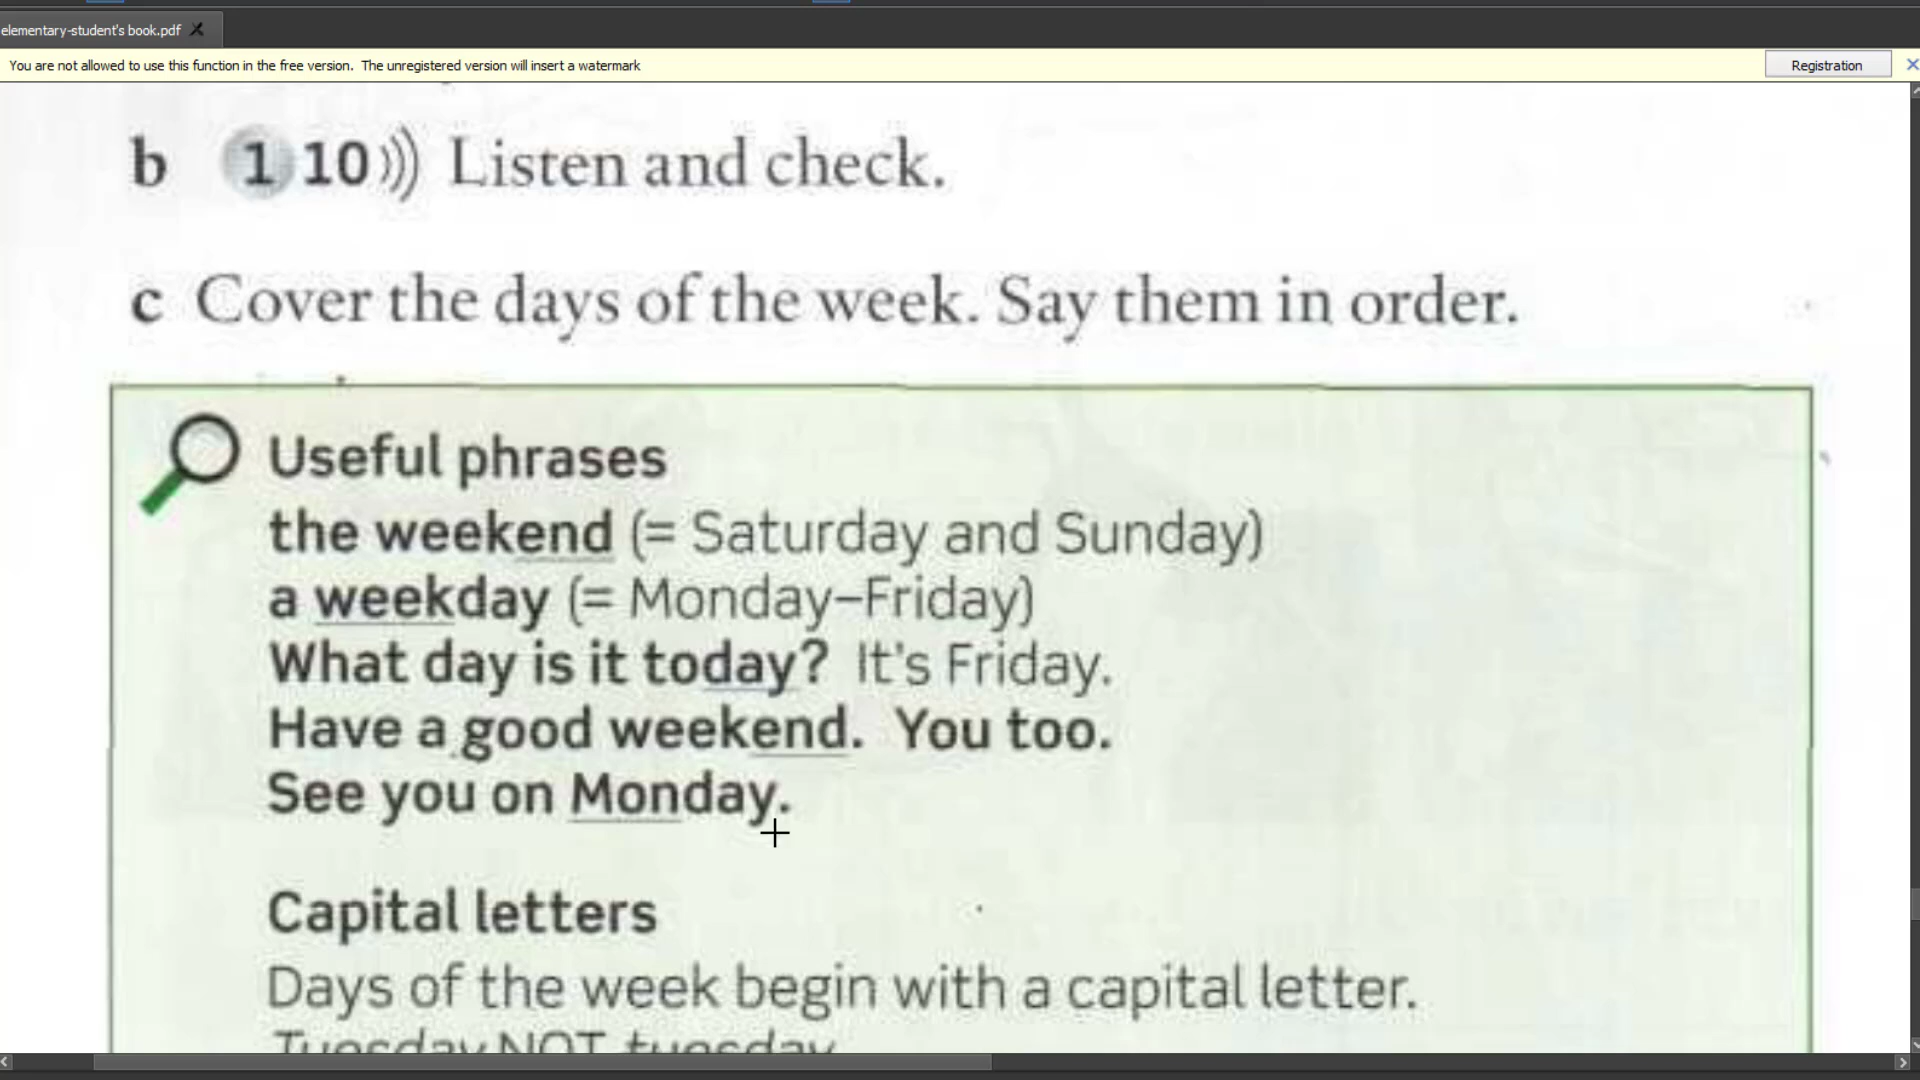 elementary-student's book.pdf
You are not allowed to use this function in the free version. The unregistered version will insert a watermark
Registration
b 1 10))) Listen and check.
c Cover the days of the week. Say them in order.
Useful phrases
the weekend (= Saturday and Sunday)
a weekday (= Monday–Friday)
What day is it today? It's Friday.
Have a good weekend. You too.
See you on Monday.
Capital letters
Days of the week begin with a capital letter.
Tuesday NOT tuesday